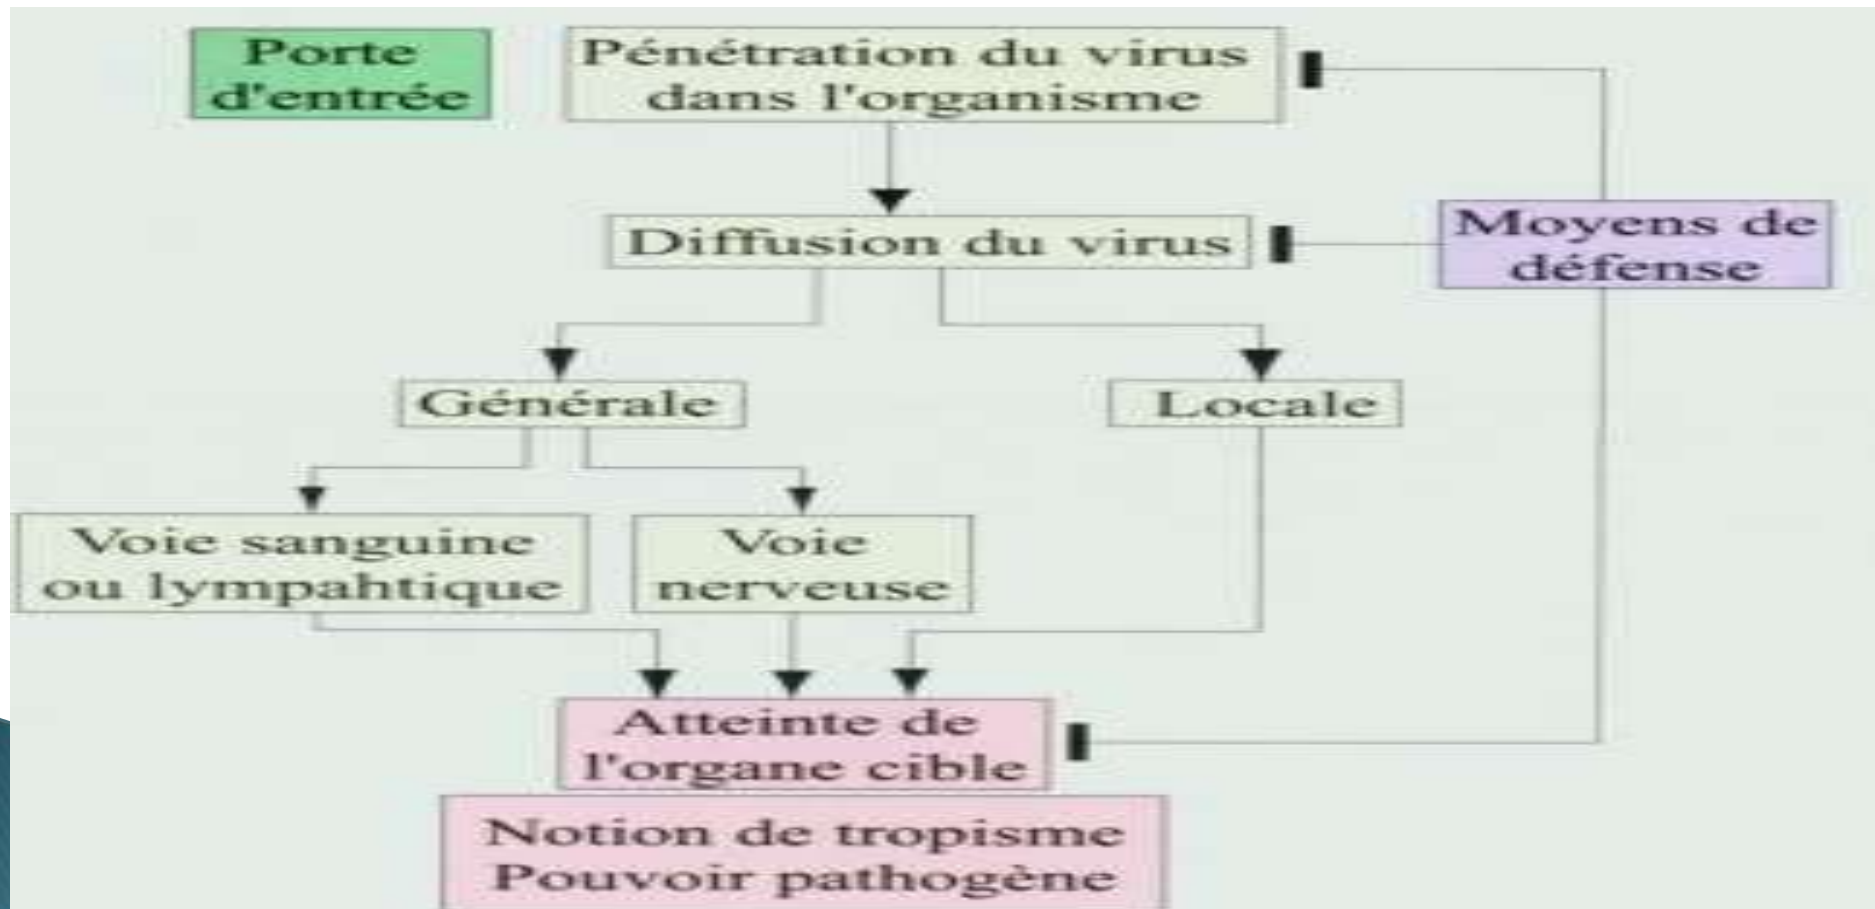 Porte
d'entrée
Pénétration du virus
dans l'organisme
Diffusion du virus
Moyens de
défense
Générale
Locale
Voie sanguine
ou lympahtique
Voie
nerveuse
Atteinte de
l'organe cible
Notion de tropisme
Pouvoir pathogène